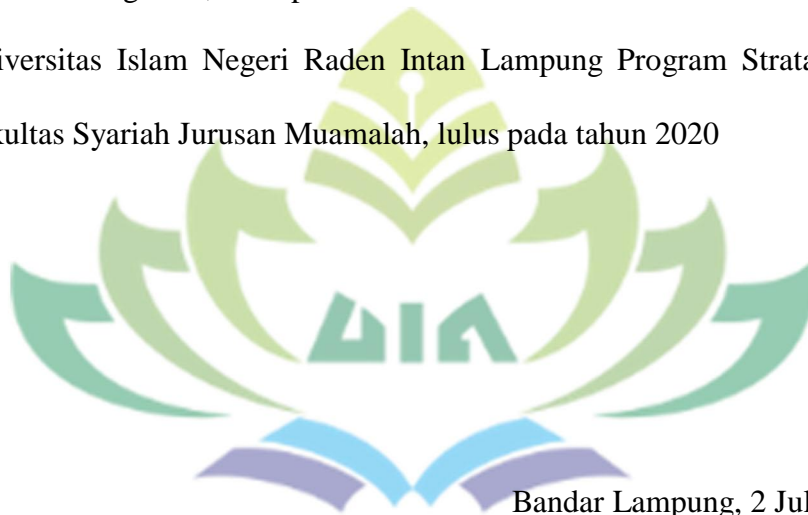 iversitas Islam Negeri Raden Intan Lampung Program Strata
kultas Syariah Jurusan Muamalah, lulus pada tahun 2020
UIN
Bandar Lampung, 2 Jul